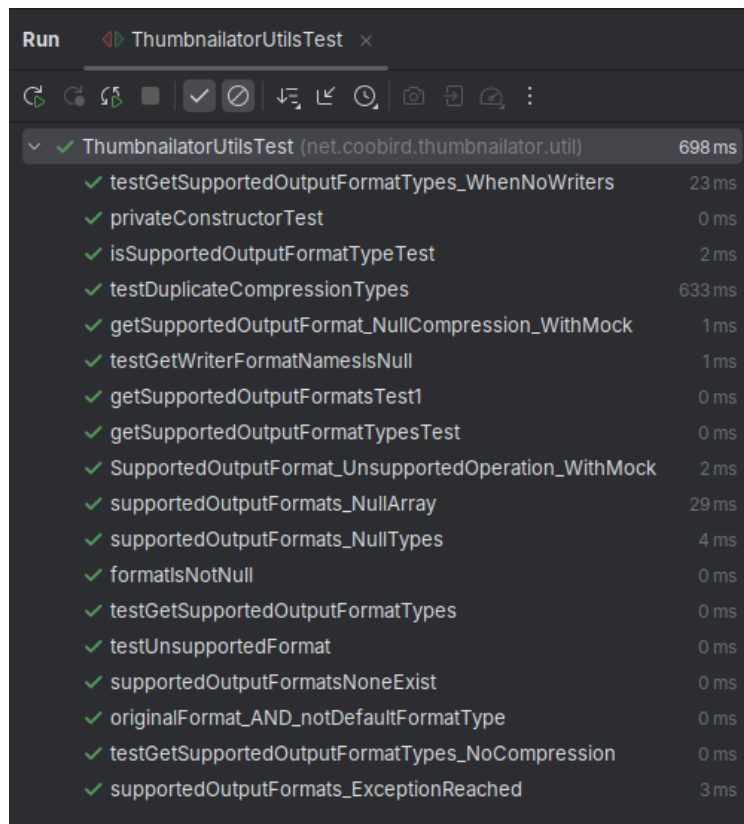 Run ThumbnailatorUtilsTest ×
ThumbnailatorUtilsTest (net.coobird.thumbnailator.util) 698 ms
testGetSupportedOutputFormatTypes_WhenNoWriters 23 ms
privateConstructorTest 0 ms
isSupportedOutputFormatTypeTest 2 ms
testDuplicateCompressionTypes 633 ms
getSupportedOutputFormat_NullCompression_WithMock 1 ms
testGetWriterFormatNamesIsNull 1 ms
getSupportedOutputFormatsTest1 0 ms
getSupportedOutputFormatTypesTest 0 ms
SupportedOutputFormat_UnsupportedOperation_WithMock 2 ms
supportedOutputFormats_NullArray 29 ms
supportedOutputFormats_NullTypes 4 ms
formatIsNotNull 0 ms
testGetSupportedOutputFormatTypes 0 ms
testUnsupportedFormat 0 ms
supportedOutputFormatsNoneExist 0 ms
originalFormat_AND_notDefaultFormatType 0 ms
testGetSupportedOutputFormatTypes_NoCompression 0 ms
supportedOutputFormats_ExceptionReached 3 ms